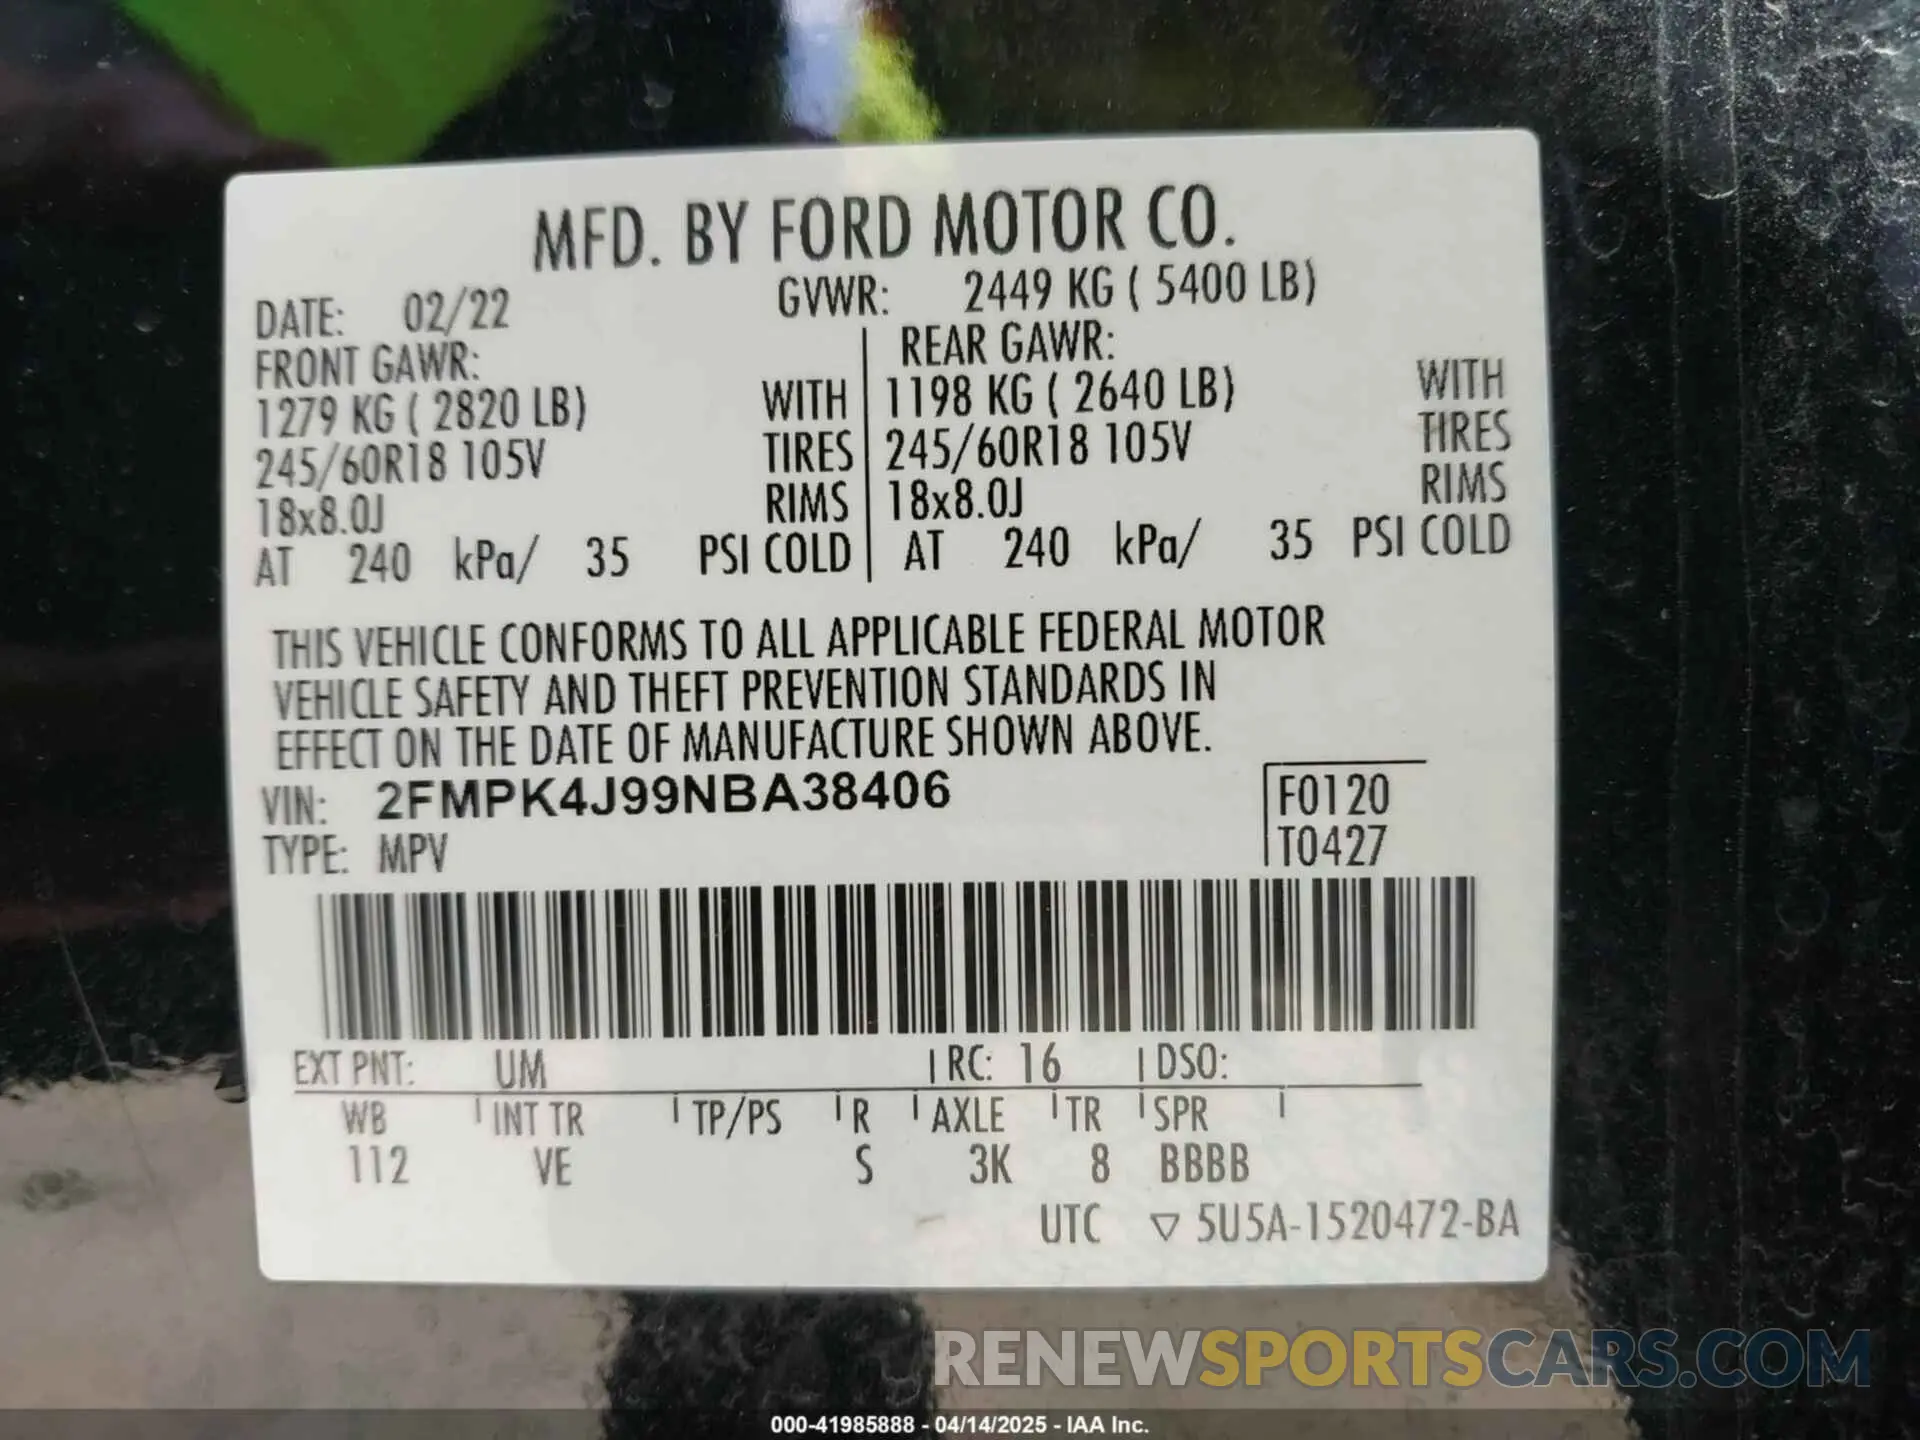 MFD. BY FORD MOTOR CO.
DATE: 02/22 GVWR: 2449 KG ( 5400 LB)
FRONT GAWR: REAR GAWR:
1279 KG ( 2820 LB) WITH 1198 KG ( 2640 LB) WITH
245/60R18 105V TIRES 245/60R18 105V TIRES
18x8.0J RIMS 18x8.0J RIMS
AT 240 kPa/ 35 PSI COLD AT 240 kPa/ 35 PSI COLD
THIS VEHICLE CONFORMS TO ALL APPLICABLE FEDERAL MOTOR
VEHICLE SAFETY AND THEFT PREVENTION STANDARDS IN
EFFECT ON THE DATE OF MANUFACTURE SHOWN ABOVE.
VIN: 2FMPK4J99NBA38406 F0120
TYPE: MPV T0427
EXT PNT: UM RC: 16 DSO:
WB INT TR TP/PS R AXLE TR SPR
112 VE S 3K 8 BBBB
UTC ▽ 5U5A-1520472-BA
RENEWSPORTSCARS.COM
000-41985888 - 04/14/2025 - IAA Inc.